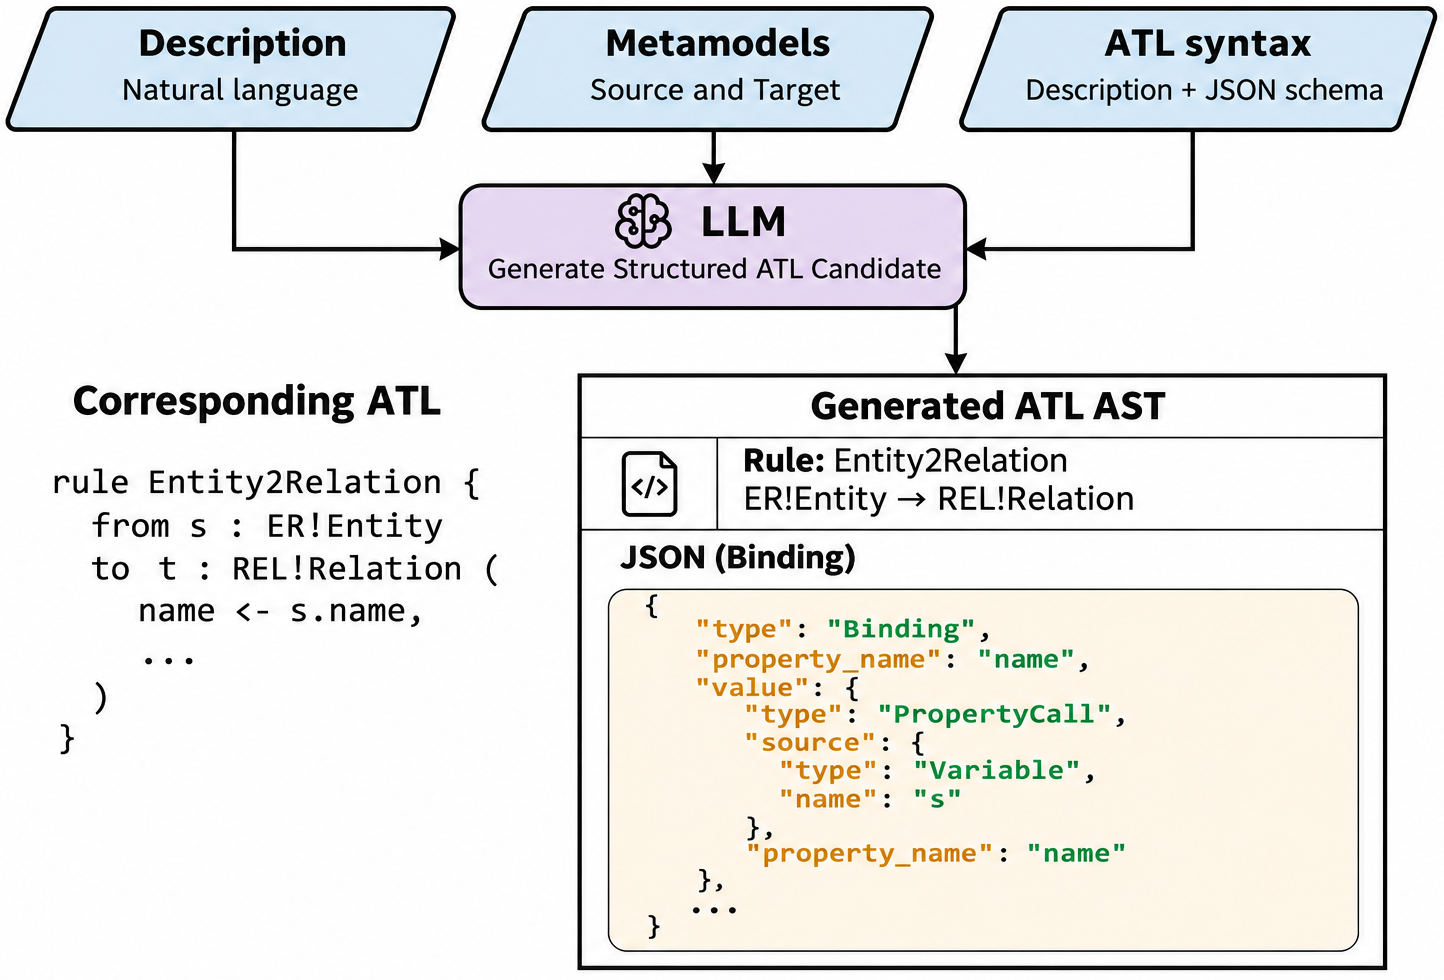 Description
Natural language
Metamodels
Source and Target
ATL syntax
Description + JSON schema
LLM
Generate Structured ATL Candidate
Corresponding ATL
rule Entity2Relation {
from s : ER!Entity
to t : REL!Relation (
name <- s.name,
...
)
}
Generated ATL AST
</>
Rule: Entity2Relation
ER!Entity → REL!Relation
JSON (Binding)
{
"type": "Binding",
"property_name": "name",
"value": {
"type": "PropertyCall",
"source": {
"type": "Variable",
"name": "s"
},
"property_name": "name"
},
...
}